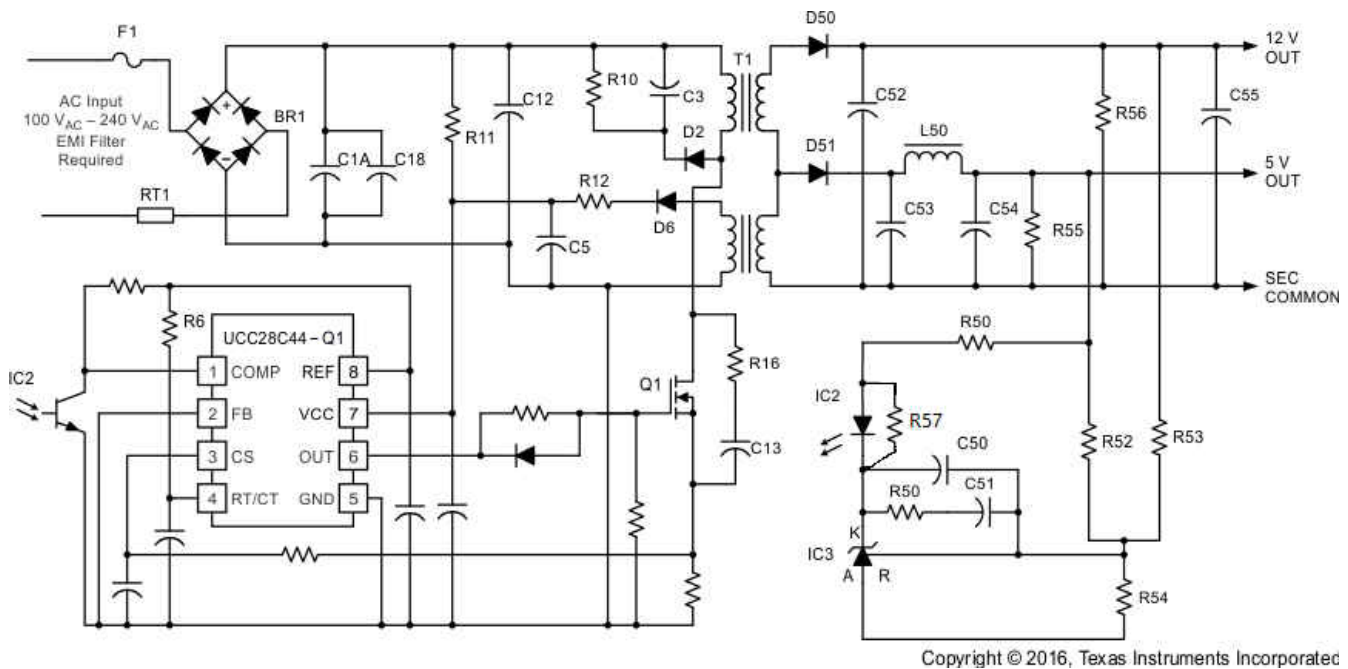 F1
AC Input
100 VAC – 240 VAC
EMI Filter
Required
BR1
RT1
C1A
C18
R11
C12
R10
C3
D2
T1
D50
D51
12 V
OUT
C52
L50
R56
C55
5 V
OUT
R12
D6
C5
C53
C54
R55
SEC
COMMON
R6
UCC28C44–Q1
IC2
1 COMP REF 8
2 FB VCC 7
3 CS OUT 6
4 RT/CT GND 5
Q1
R16
C13
R50
IC2
R57
C50
R50
C51
R52
R53
K
IC3
A R
R54
Copyright © 2016, Texas Instruments Incorporated